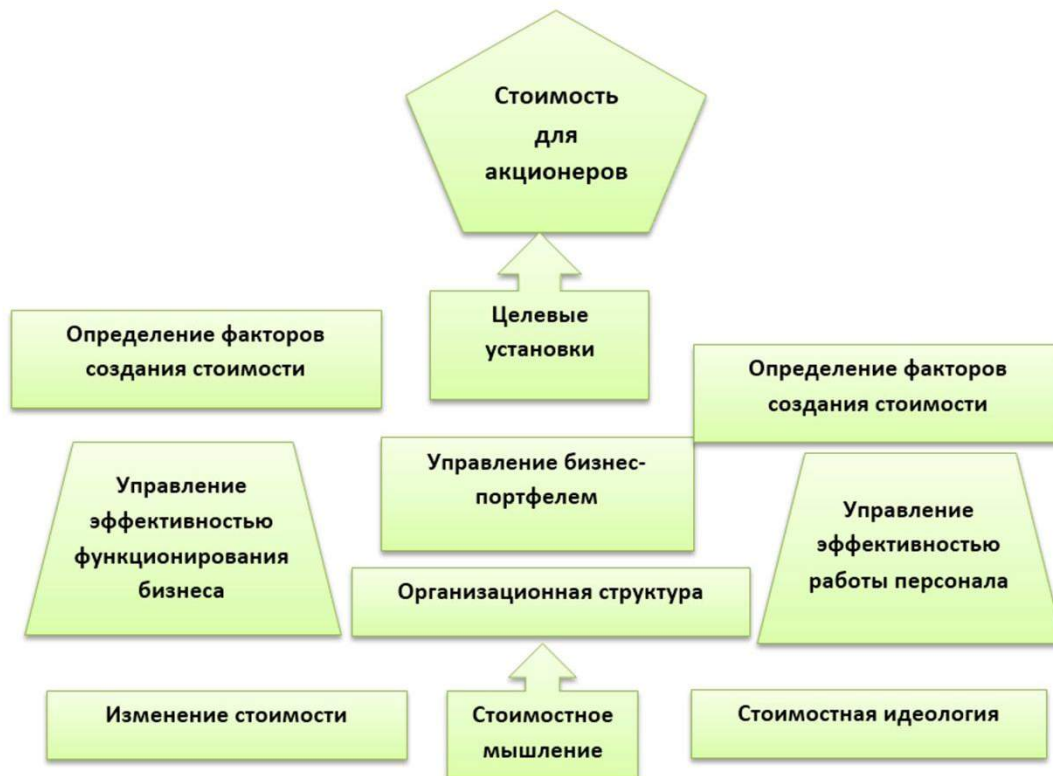 Стоимость
для
акционеров
Целевые
установки
Определение факторов
создания стоимости
Определение факторов
создания стоимости
Управление бизнес-
портфелем
Управление
эффективностью
функционирования
бизнеса
Управление
эффективностью
работы персонала
Организационная структура
Изменение стоимости
Стоимостное
мышление
Стоимостная идеология